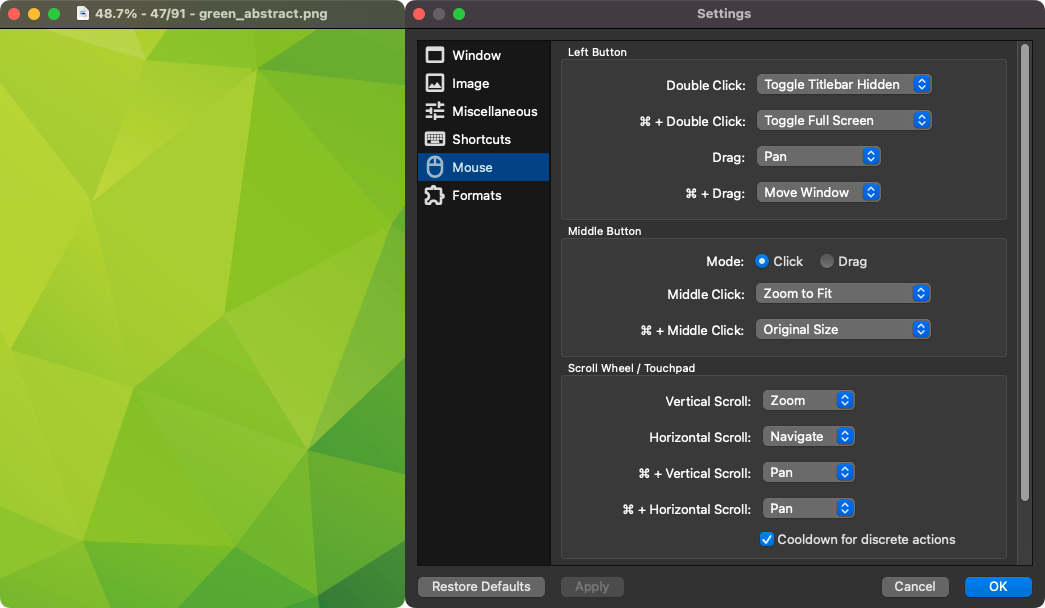 48.7% - 47/91 - green_abstract.png
Settings
Window
Image
Miscellaneous
Shortcuts
Mouse
Formats
Left Button
Double Click: Toggle Titlebar Hidden
⌘ + Double Click: Toggle Full Screen
Drag: Pan
⌘ + Drag: Move Window
Middle Button
Mode: Click Drag
Middle Click: Zoom to Fit
⌘ + Middle Click: Original Size
Scroll Wheel / Touchpad
Vertical Scroll: Zoom
Horizontal Scroll: Navigate
⌘ + Vertical Scroll: Pan
⌘ + Horizontal Scroll: Pan
Cooldown for discrete actions
Restore Defaults Apply Cancel OK